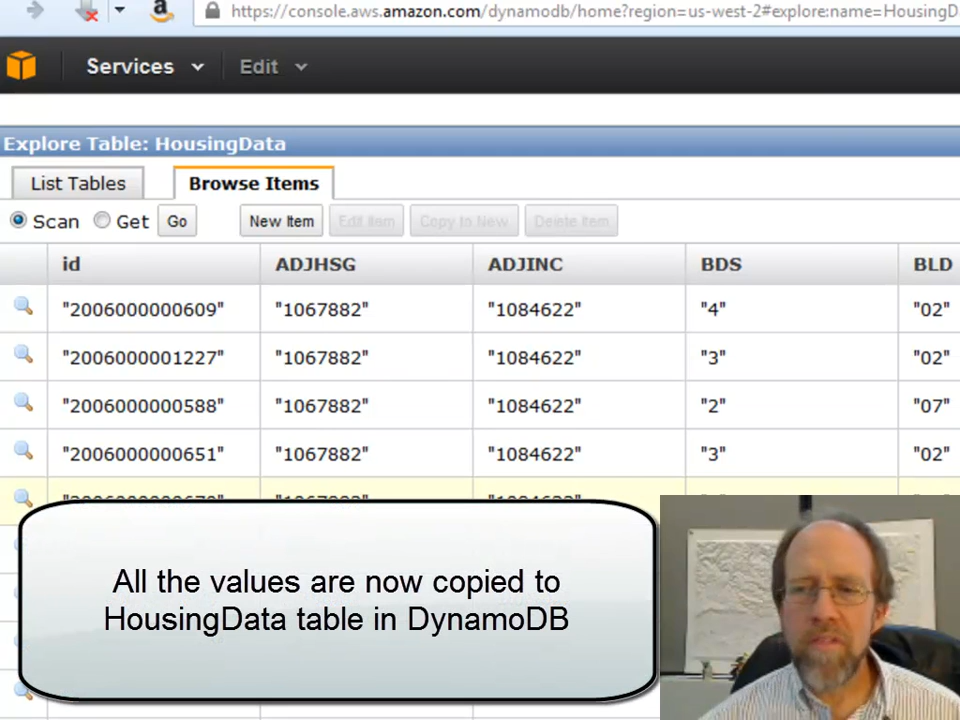 https://console.aws.amazon.com/dynamodb/home?region=us-west-2#explore:name=HousingD
Services Edit
Explore Table: HousingData
List Tables Browse Items
Scan Get Go New Item Edit Item Copy to New Delete Item
id ADJHSG ADJINC BDS BLD
"2006000000609" "1067882" "1084622" "4" "02"
"2006000001227" "1067882" "1084622" "3" "02"
"2006000000588" "1067882" "1084622" "2" "07"
"2006000000651" "1067882" "1084622" "3" "02"
All the values are now copied to
HousingData table in DynamoDB